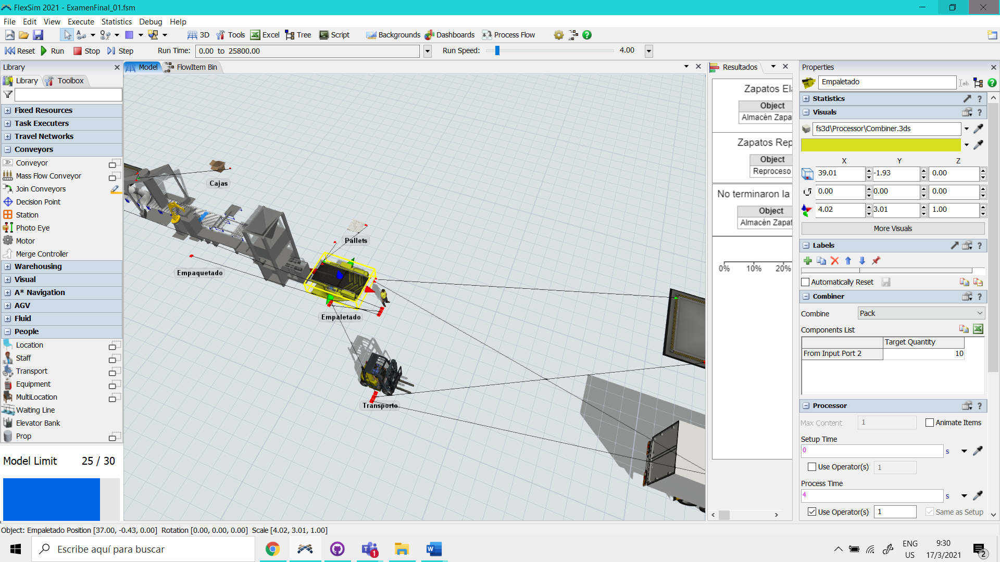 FlexSim 2021 - ExamenFinal_01.fsm
File Edit View Execute Statistics Debug Help
3D Tools Excel Tree Script Backgrounds Dashboards Process Flow
Reset Run Stop Step Run Time: 0.00 to 25800.00 Run Speed: 4.00
Library
Library Toolbox
Fixed Resources
Task Executers
Travel Networks
Conveyors
Conveyor
Mass Flow Conveyor
Join Conveyors
Decision Point
Station
Photo Eye
Motor
Merge Controller
Warehousing
Visual
A* Navigation
AGV
Fluid
People
Location
Staff
Transport
Equipment
MultiLocation
Waiting Line
Elevator Bank
Prop
Model Limit 25 / 30
Model FlowItem Bin
Cajas
Pallets
Empaquetado
Empaletado
Transporto
Resultados
Zapatos El
Object
Almacén Zapa
Zapatos Rep
Object
Reproceso
No terminaron la
Object
Almacén Zapat
0% 10% 20%
Properties
Empaletado
Statistics
Visuals
fs3d\Processor\Combiner.3ds
X Y Z
39.01 -1.93 0.00
0.00 0.00 0.00
4.02 3.01 1.00
More Visuals
Labels
Automatically Reset
Combiner
Combine Pack
Components List
Target Quantity
From Input Port 2 10
Processor
Max Content 1 Animate Items
Setup Time
0 s
Use Operator(s) 1
Process Time
4 s
Use Operator(s) 1 Same as Setup
Object: Empaletado Position [37.00, -0.43, 0.00] Rotation [0.00, 0.00, 0.00] Scale [4.02, 3.01, 1.00]
Escribe aquí para buscar
1
ENG
US
9:30
17/3/2021
2